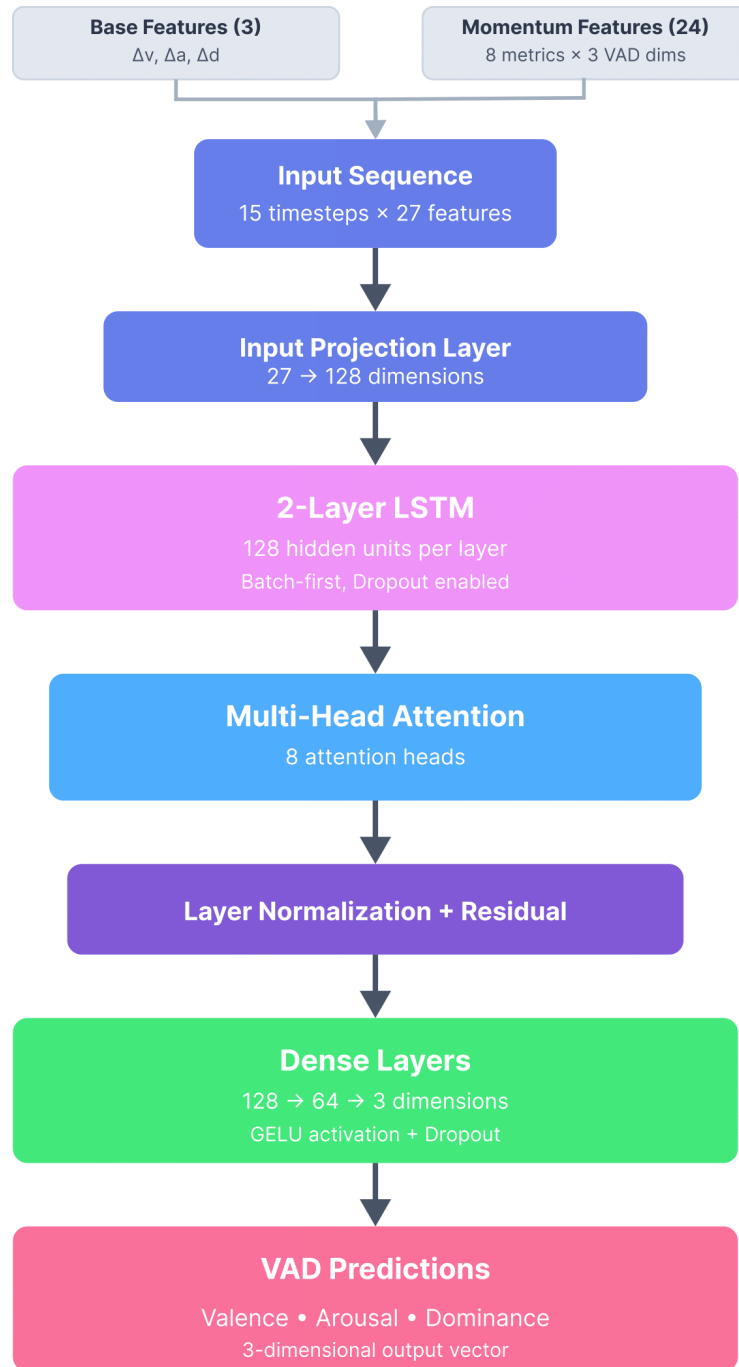 Base Features (3)
Δv, Δa, Δd
Momentum Features (24)
8 metrics × 3 VAD dims
Input Sequence
15 timesteps × 27 features
Input Projection Layer
27 → 128 dimensions
2-Layer LSTM
128 hidden units per layer
Batch-first, Dropout enabled
Multi-Head Attention
8 attention heads
Layer Normalization + Residual
Dense Layers
128 → 64 → 3 dimensions
GELU activation + Dropout
VAD Predictions
Valence • Arousal • Dominance
3-dimensional output vector